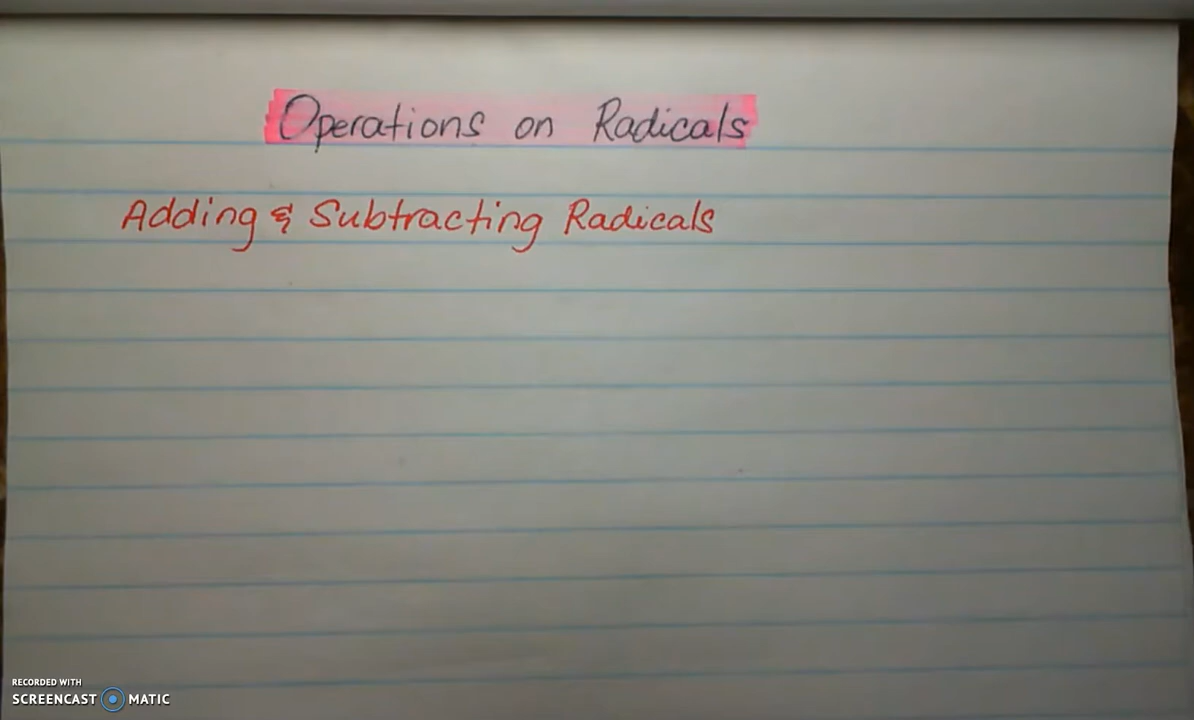 Operations on Radicals
Adding & Subtracting Radicals
RECORDED WITH
SCREENCAST MATIC